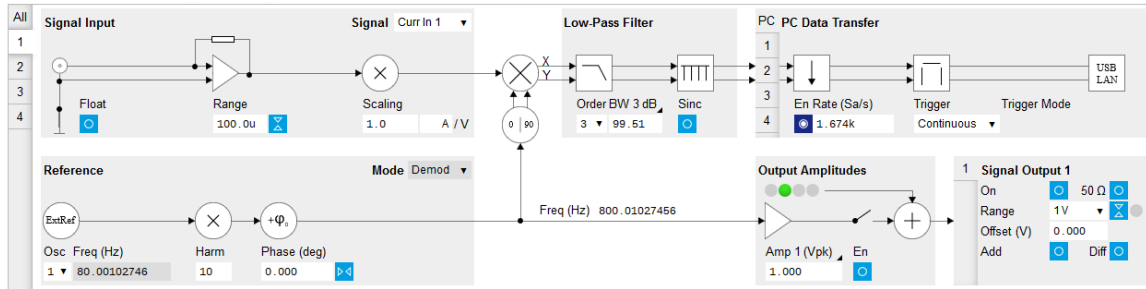 All
1
2
3
4
Signal Input
Signal Curr In 1
Float
Range
100.0u
Scaling
1.0 A / V
X
Y
0 | 90
Low-Pass Filter
Order BW 3 dB
3 99.51
Sinc
PC
1
2
3
4
PC Data Transfer
USB
LAN
En Rate (Sa/s)
1.674k
Trigger
Continuous
Trigger Mode
Reference
Mode Demod
ExtRef
+φ₀
Osc Freq (Hz)
1 80.00102746
Harm
10
Phase (deg)
0.000
Freq (Hz) 800.01027456
Output Amplitudes
Amp 1 (Vpk) En
1.000
1
Signal Output 1
On 50 Ω
Range 1 V
Offset (V) 0.000
Add Diff